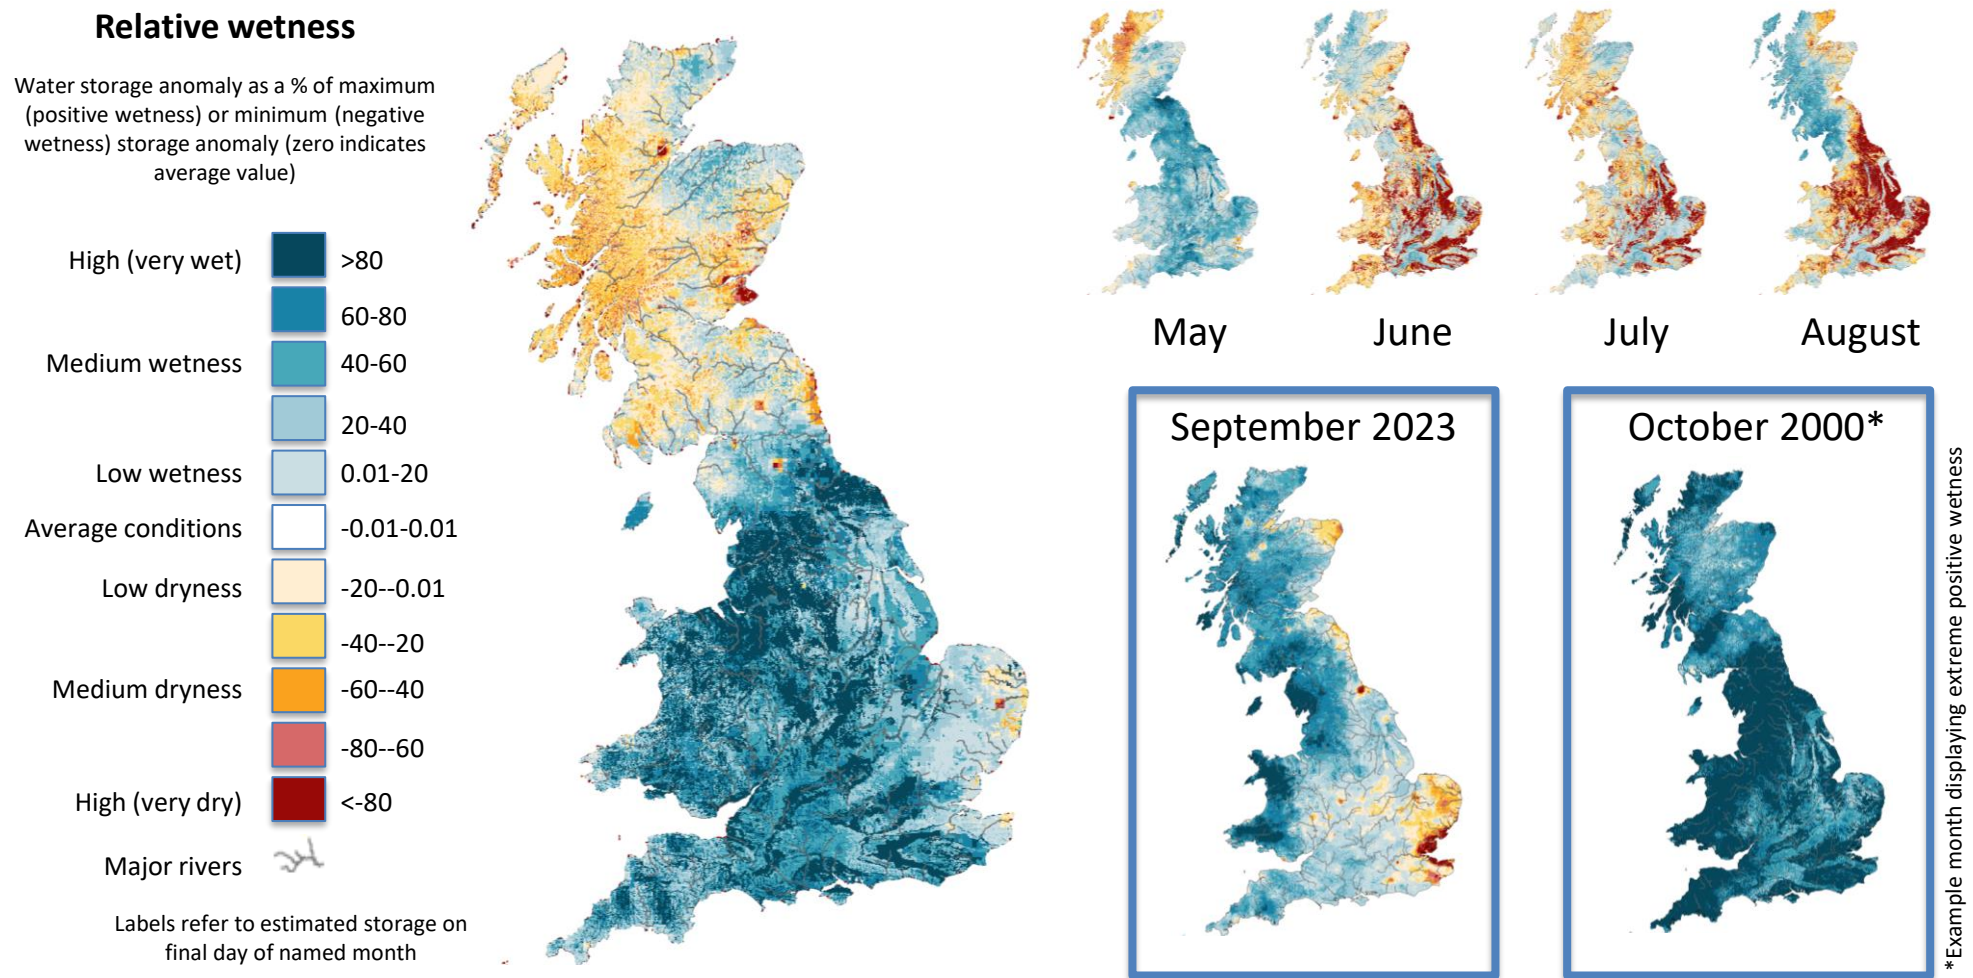 Relative wetness
Water storage anomaly as a % of maximum
(positive wetness) or minimum (negative
wetness) storage anomaly (zero indicates
average value)
High (very wet) >80
60-80
Medium wetness 40-60
20-40
Low wetness 0.01-20
Average conditions -0.01-0.01
Low dryness -20--0.01
-40--20
Medium dryness -60--40
-80--60
High (very dry) <-80
Major rivers
Labels refer to estimated storage on
final day of named month
May June July August
September 2023
October 2000*
*Example month displaying extreme positive wetness